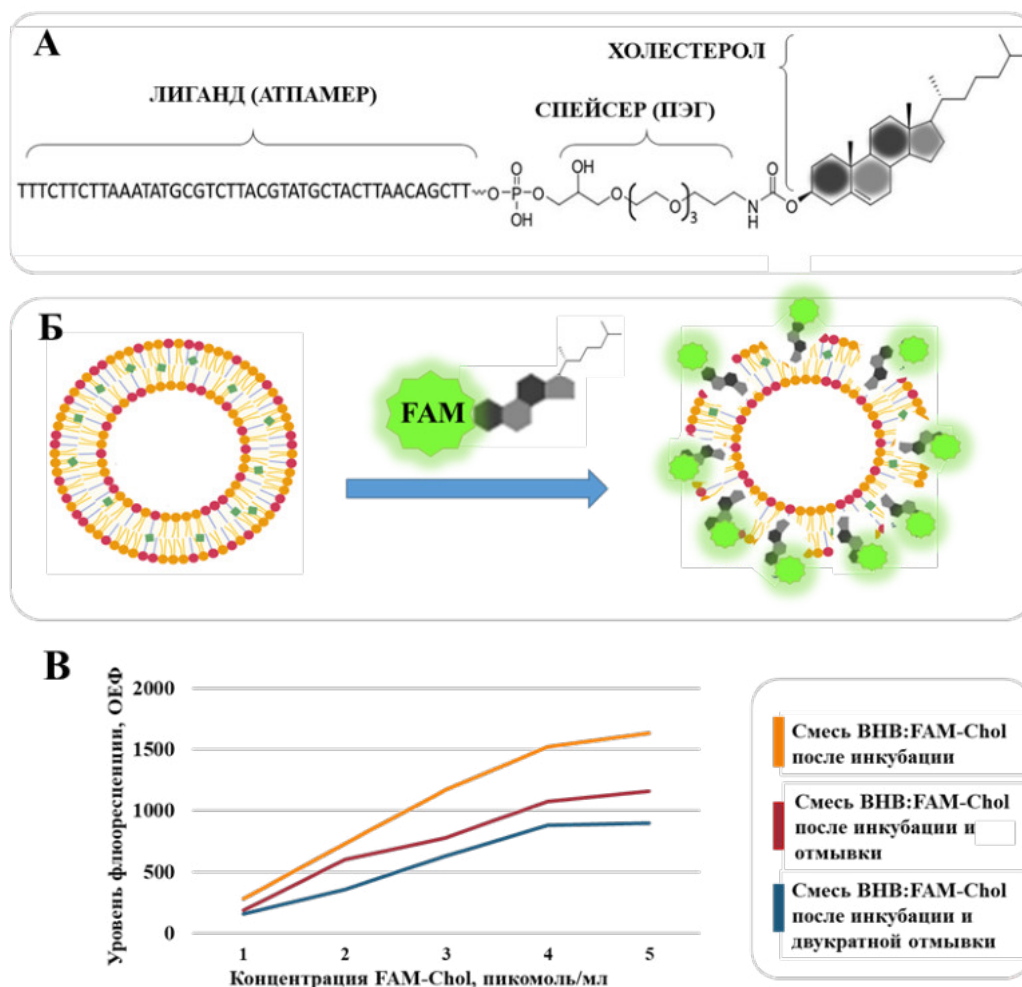 А
ХОЛЕСТЕРОЛ
ЛИГАНД (АТПАМЕР)
СПЕЙСЕР (ПЭГ)
TTTCTTCTTAAATATGCGTCTTACGTATGCTACTTAACAGCTT
O
P
O
OH
O
OH
O
O
3
N
H
O
O
Б
FAM
В
Уровень флюоресценции, ОЕФ
2000
1500
1000
500
0
1 2 3 4 5
Концентрация FAM-Chol, пикомоль/мл
Смесь ВНВ:FAM-Chol
после инкубации
Смесь ВНВ:FAM-Chol
после инкубации и
отмывки
Смесь ВНВ:FAM-Chol
после инкубации и
двукратной отмывки